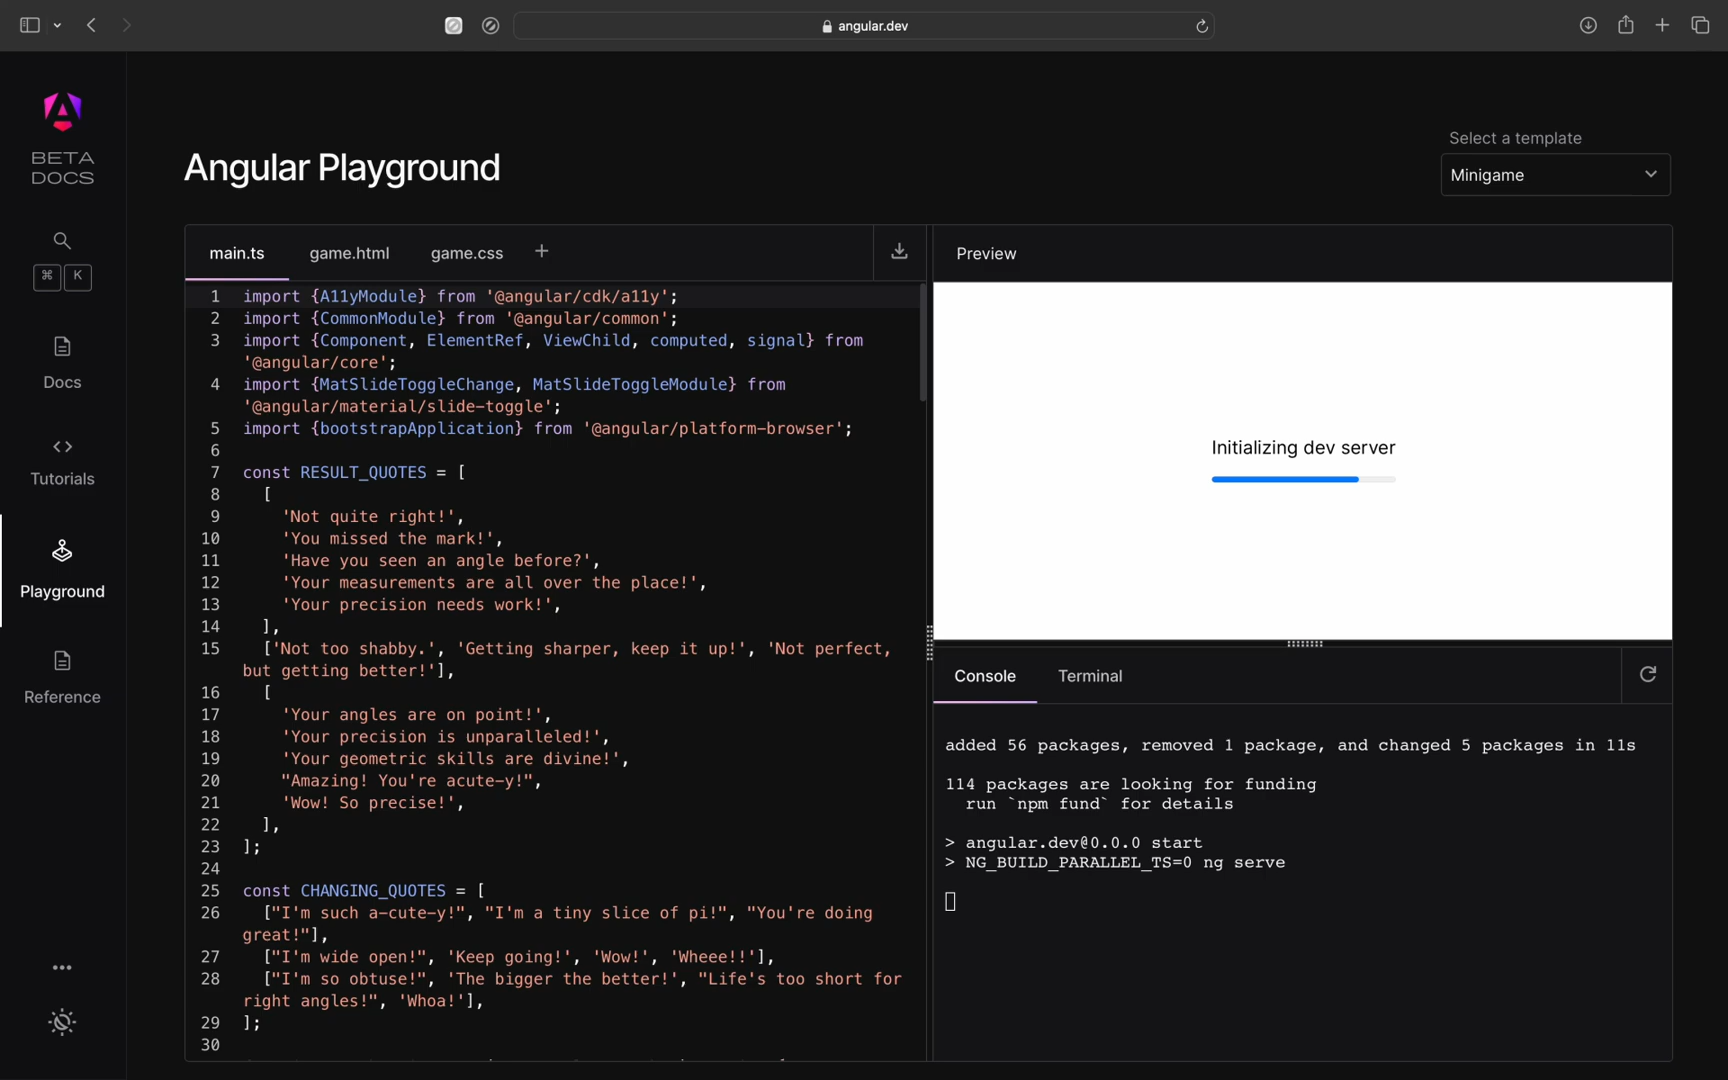 angular.dev
BETA
DOCS
⌘ K
Docs
Tutorials
Playground
Reference
Angular Playground
Select a template
Minigame
main.ts game.html game.css +
1 import {A11yModule} from '@angular/cdk/a11y';
2 import {CommonModule} from '@angular/common';
3 import {Component, ElementRef, ViewChild, computed, signal} from
'@angular/core';
4 import {MatSlideToggleChange, MatSlideToggleModule} from
'@angular/material/slide-toggle';
5 import {bootstrapApplication} from '@angular/platform-browser';
6
7 const RESULT_QUOTES = [
8 [
9 'Not quite right!',
10 'You missed the mark!',
11 'Have you seen an angle before?',
12 'Your measurements are all over the place!',
13 'Your precision needs work!',
14 ],
15 ['Not too shabby.', 'Getting sharper, keep it up!', 'Not perfect,
but getting better!'],
16 [
17 'Your angles are on point!',
18 'Your precision is unparalleled!',
19 'Your geometric skills are divine!',
20 "Amazing! You're acute-y!",
21 'Wow! So precise!',
22 ],
23 ];
24
25 const CHANGING_QUOTES = [
26 ["I'm such a-cute-y!", "I'm a tiny slice of pi!", "You're doing
great!"],
27 ["I'm wide open!", 'Keep going!', 'Wow!', 'Wheee!!'],
28 ["I'm so obtuse!", 'The bigger the better!', "Life's too short for
right angles!", 'Whoa!'],
29 ];
30
Preview
Initializing dev server
Console Terminal
added 56 packages, removed 1 package, and changed 5 packages in 11s
114 packages are looking for funding
run `npm fund` for details
> angular.dev@0.0.0 start
> NG_BUILD_PARALLEL_TS=0 ng serve